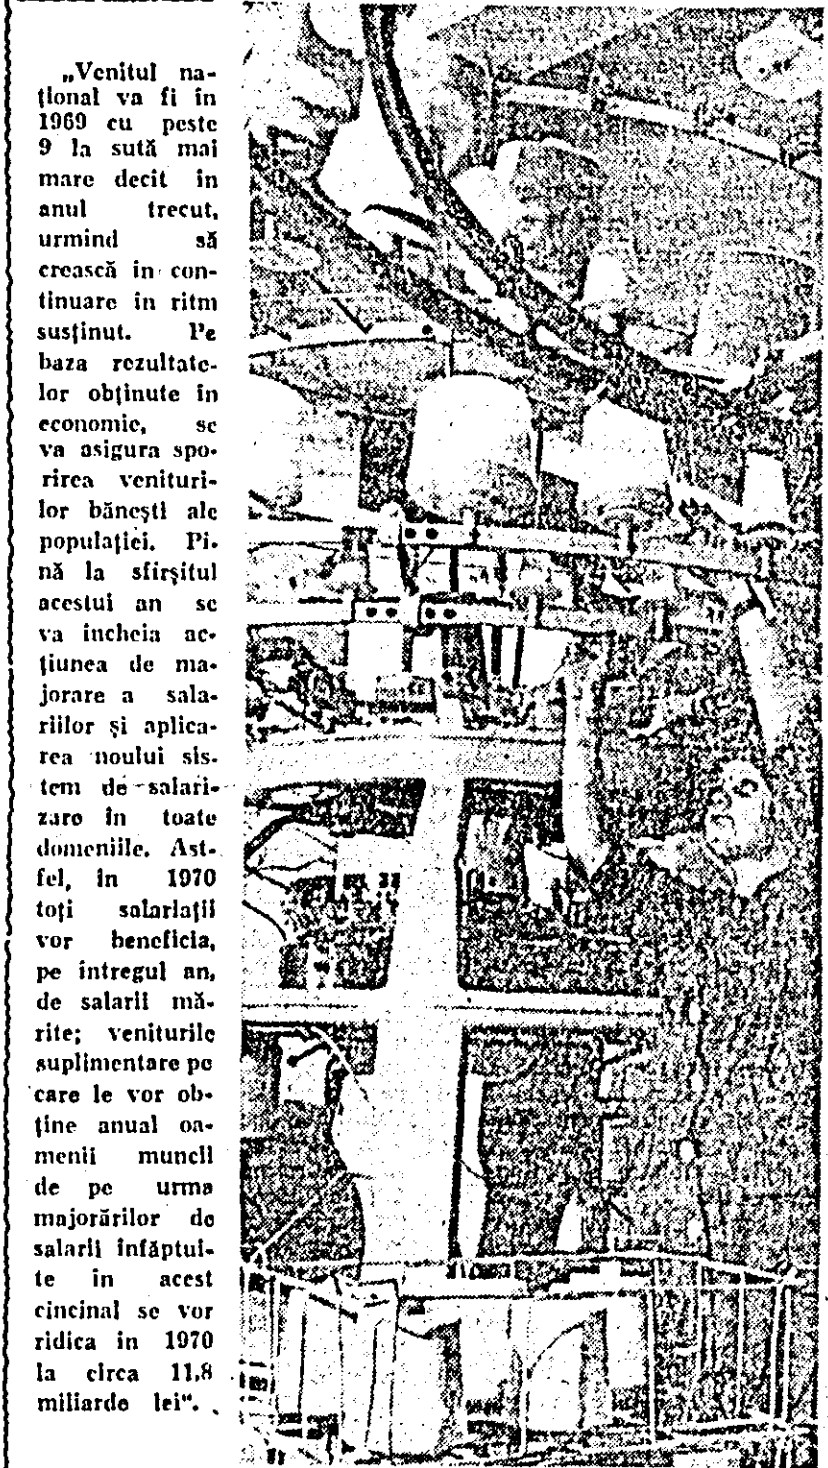 „Venitul na-
țional va fi în
1969 cu peste
9 la sută mai
mare decît în
anul trecut,
urmînd să
crească în con-
tinuare în ritm
susținut. Pe
baza rezultate-
lor obținute în
economie, se
va asigura spo-
rirea venituri-
lor bănești ale
populației. Pî-
nă la sfîrșitul
acestui an se
va încheia ac-
țiunea de ma-
jorare a sala-
riilor și aplica-
rea noului sis-
tem de salari-
zare în toate
domeniile. Ast-
fel, în 1970
toți salariații
vor beneficia,
pe întregul an,
de salarii mă-
rite; veniturile
suplimentare pe
care le vor ob-
ține anual oa-
menii muncii
de pe urma
majorărilor de
salarii înfăptui-
te în acest
cincinal se vor
ridica în 1970
la circa 11,8
miliarde lei“.